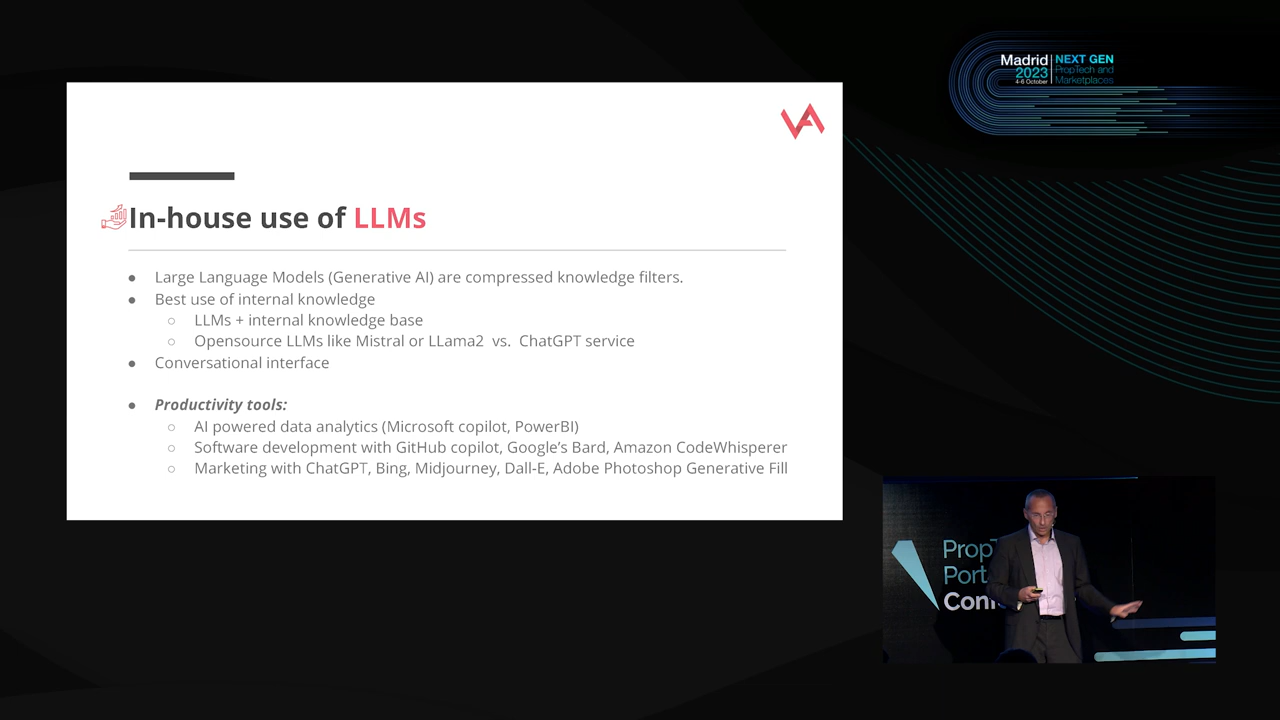 Madrid
2023
4-6 October
NEXT GEN
PropTech and
Marketplaces
In-house use of LLMs
● Large Language Models (Generative AI) are compressed knowledge filters.
● Best use of internal knowledge
○ LLMs + internal knowledge base
○ Opensource LLMs like Mistral or LLama2 vs. ChatGPT service
● Conversational interface
● Productivity tools:
○ AI powered data analytics (Microsoft copilot, PowerBI)
○ Software development with GitHub copilot, Google’s Bard, Amazon CodeWhisperer
○ Marketing with ChatGPT, Bing, Midjourney, Dall-E, Adobe Photoshop Generative Fill
Prop
Port
Con